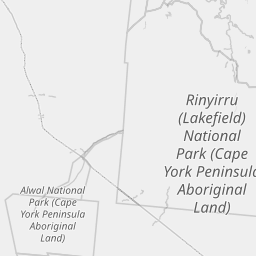 Rinyirru
(Lakefield)
National
Park (Cape
York Peninsula
Aboriginal
Land)
Alwal National
Park (Cape
York Peninsula
Aboriginal
Land)